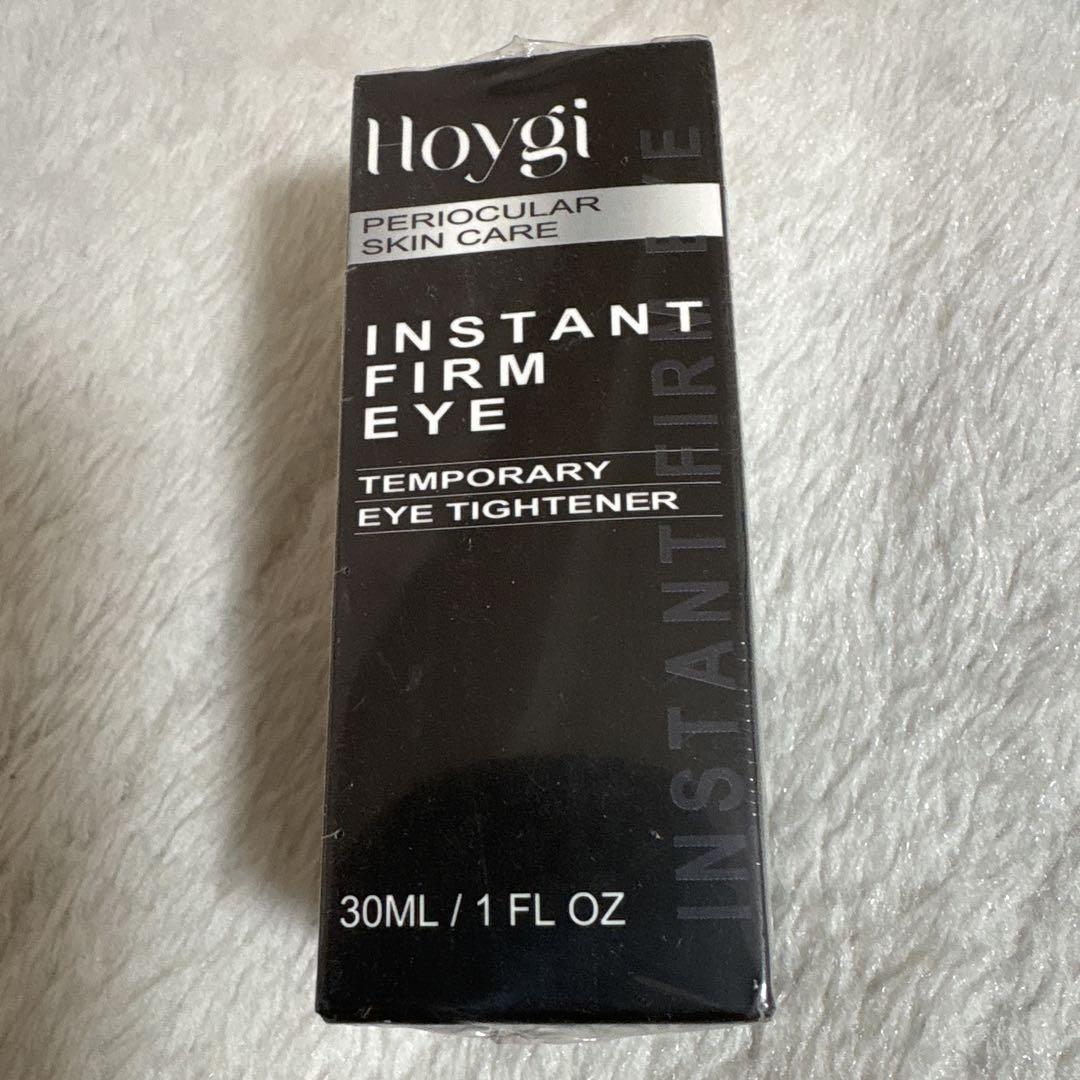 Hoygi
PERIOCULAR
SKIN CARE
INSTANT
FIRM
EYE
TEMPORARY
EYE TIGHTENER
30ML / 1 FL OZ
INSTANT FIRM EYE